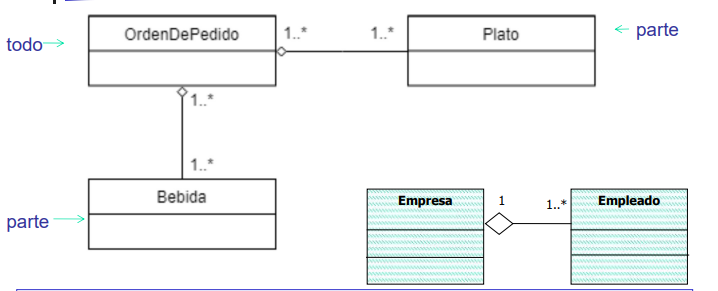 todo
OrdenDePedido
1..*
1..*
Plato
parte
1..*
1..*
Bebida
parte
Empresa
1
1..*
Empleado